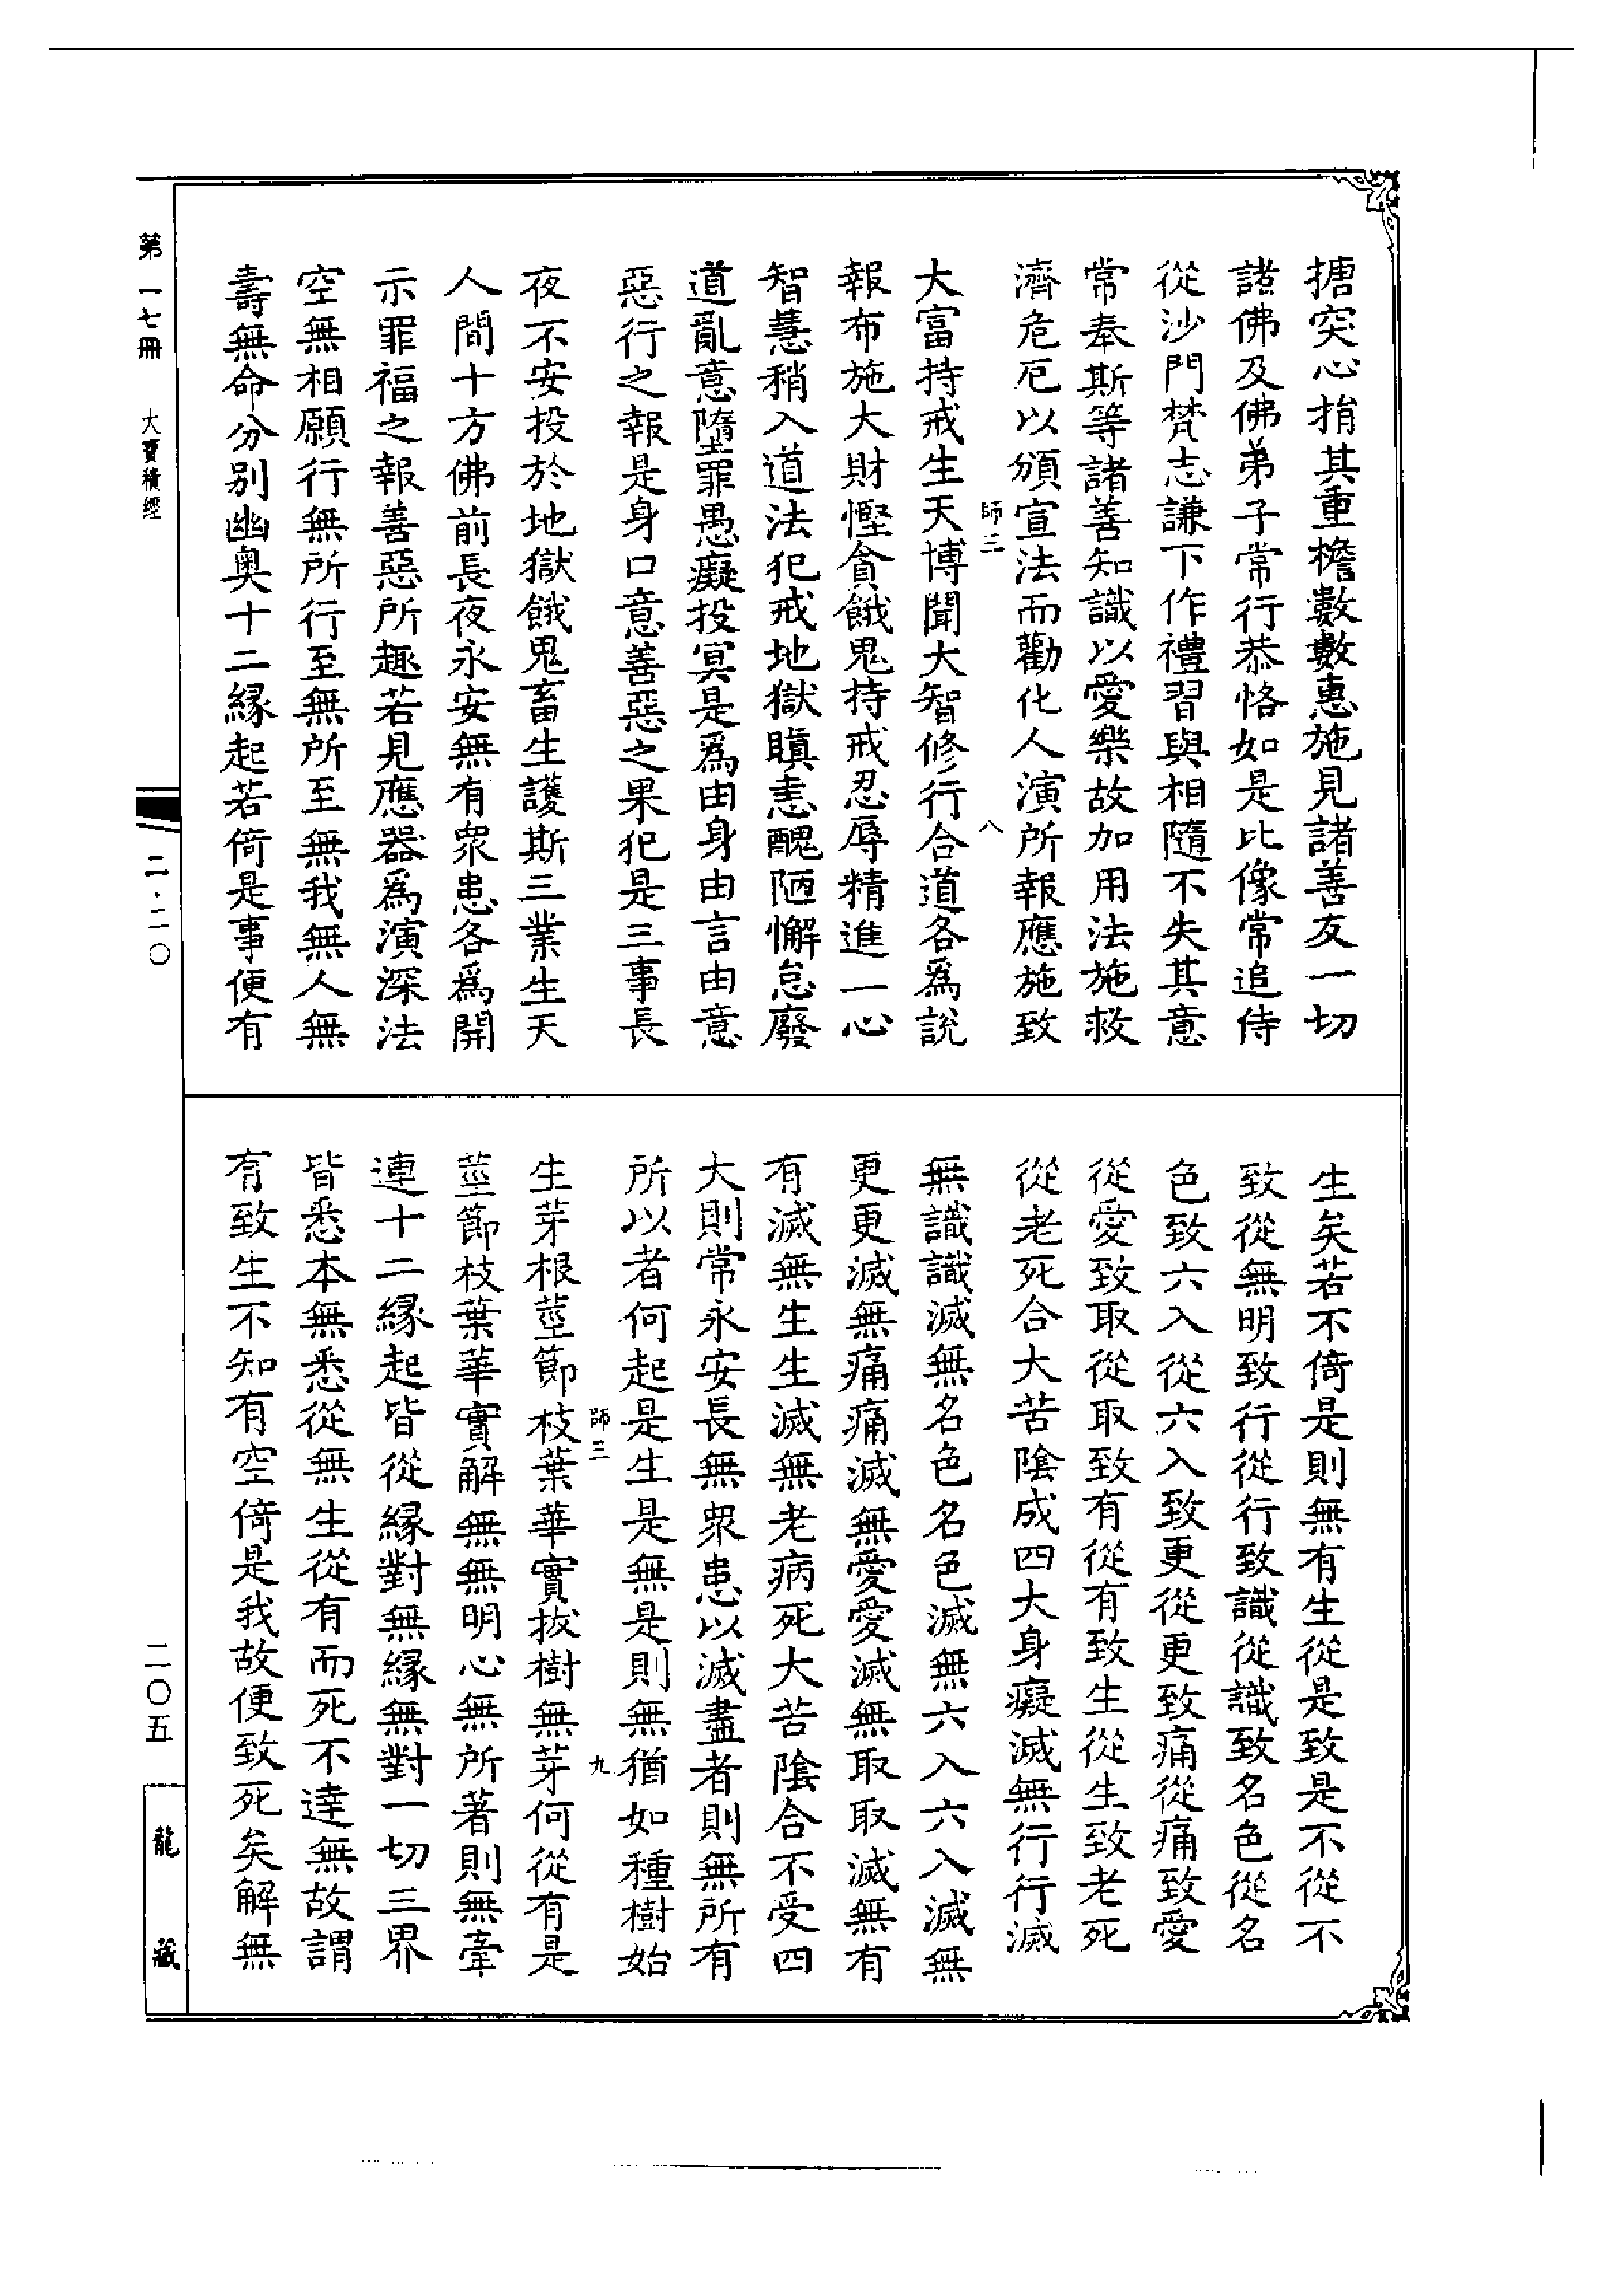 搪突心捐其重檐數數惠施見諸善友一切
諸佛及佛弟子常行恭恪如是比像常追侍
從沙門梵志謙下作禮習與相隨不失其意
常奉斯等諸善知識以愛樂故加用法施救
濟危厄以頒宣法而勸化人演所報應施致
師三 八
大富持戒生天博聞大智修行合道各為說
報布施大財慳貪餓鬼持戒忍辱精進一心
智慧稍入道法犯戒地獄瞋恚醜陋懈怠廢
道亂意墮罪愚癡投冥是為由身由言由意
惡行之報是身口意善惡之果犯是三事長
夜不安投於地獄餓鬼畜生護斯三業生天
人間十方佛前長夜永安無有眾患各為開
示罪福之報善惡所趣若見應器為演深法
空無相願行無所行至無所至無我無人無
壽無命分別幽奧十二緣起若倚是事便有
生矣若不倚是則無有生從是致是不從不
致從無明致行從行致識從識致名色從名
色致六入從六入致更從更致痛從痛致愛
從愛致取從取致有從有致生從生致老死
從老死合大苦陰成四大身癡滅無行行滅
無識識滅無名色名色滅無六入六入滅無
更更滅無痛痛滅無愛愛滅無取取滅無有
有滅無生生滅無老病死大苦陰合不受四
大則常永安長無眾患以滅盡者則無所有
所以者何起是生是無是則無猶如種樹始
師三 九
生芽根莖節枝葉華實拔樹無芽何從有是
莖節枝葉華實解無無明心無所著則無牽
連十二緣起皆從緣對無緣無對一切三界
皆悉本無悉從無生從有而死不達無故謂
有致生不知有空倚是我故便致死矣解無
第一七冊 大寶積經
二·二〇
二〇五
龍藏